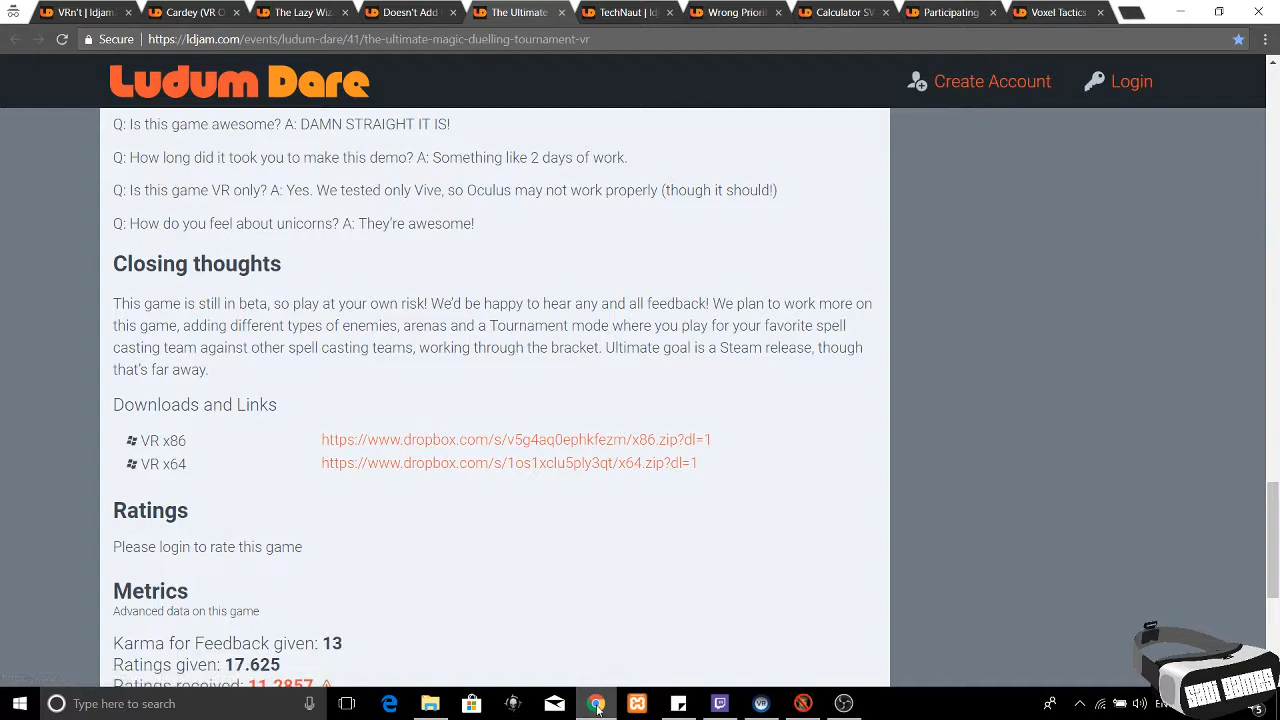 VRn't | ldjam
Cardey (VR O
The Lazy Wiz
Doesn't Add
The Ultimate
TechNaut | ldj
Wrong Priorit
Calculator SW
Participating
Voxel Tactics
Secure | https://ldjam.com/events/ludum-dare/41/the-ultimate-magic-duelling-tournament-vr
Ludum Dare
Create Account
Login
Q: Is this game awesome? A: DAMN STRAIGHT IT IS!
Q: How long did it took you to make this demo? A: Something like 2 days of work.
Q: Is this game VR only? A: Yes. We tested only Vive, so Oculus may not work properly (though it should!)
Q: How do you feel about unicorns? A: They're awesome!
Closing thoughts
This game is still in beta, so play at your own risk! We'd be happy to hear any and all feedback! We plan to work more on
this game, adding different types of enemies, arenas and a Tournament mode where you play for your favorite spell
casting team against other spell casting teams, working through the bracket. Ultimate goal is a Steam release, though
that's far away.
Downloads and Links
VR x86 https://www.dropbox.com/s/v5g4aq0ephkfezm/x86.zip?dl=1
VR x64 https://www.dropbox.com/s/1os1xclu5ply3qt/x64.zip?dl=1
Ratings
Please login to rate this game
Metrics
Advanced data on this game
Karma for Feedback given: 13
Ratings given: 17.625
Ratings received: 11.2857
Type here to search